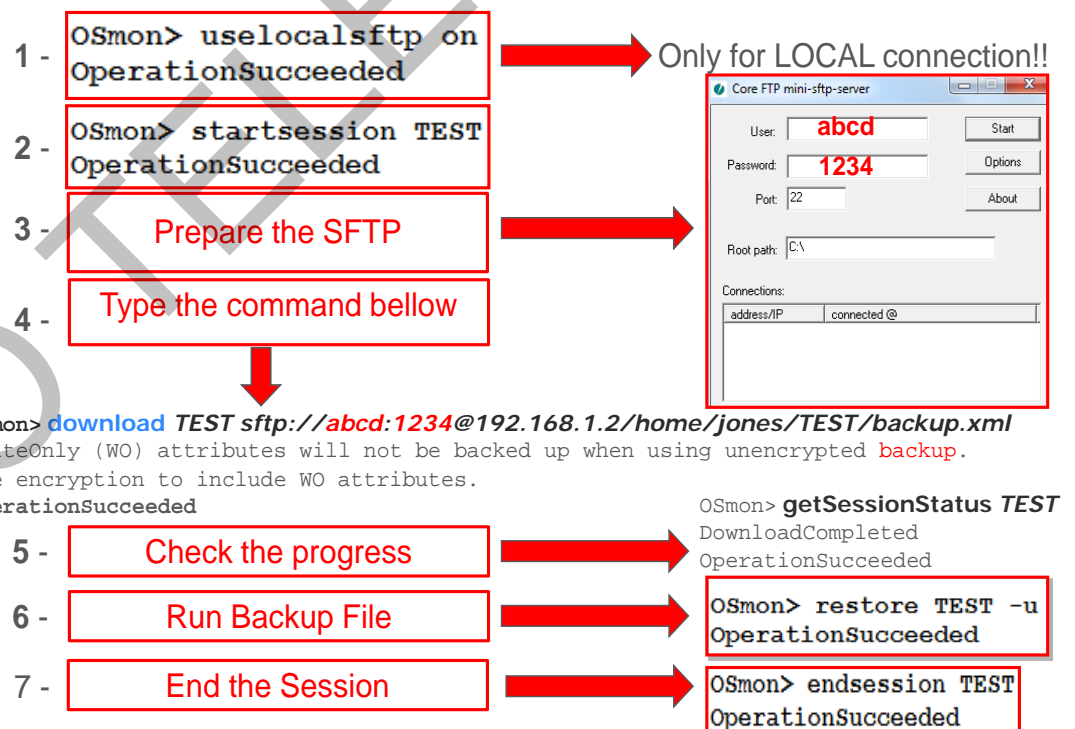 1 -
OSmon> uselocalsftp on
OperationSucceeded
Only for LOCAL connection!!
2 -
OSmon> startsession TEST
OperationSucceeded
Core FTP mini-sftp-server
User: abcd
Start
Password: 1234
Options
Port: 22
About
Root path: C:\
Connections:
address/IP connected @
3 -
Prepare the SFTP
4 -
Type the command bellow
mon> download TEST sftp://abcd:1234@192.168.1.2/home/jones/TEST/backup.xml
teOnly (WO) attributes will not be backed up when using unencrypted backup.
e encryption to include WO attributes.
erationSucceeded
5 -
Check the progress
OSmon> getSessionStatus TEST
DownloadCompleted
OperationSucceeded
6 -
Run Backup File
OSmon> restore TEST -u
OperationSucceeded
7 -
End the Session
OSmon> endsession TEST
OperationSucceeded
O TELE